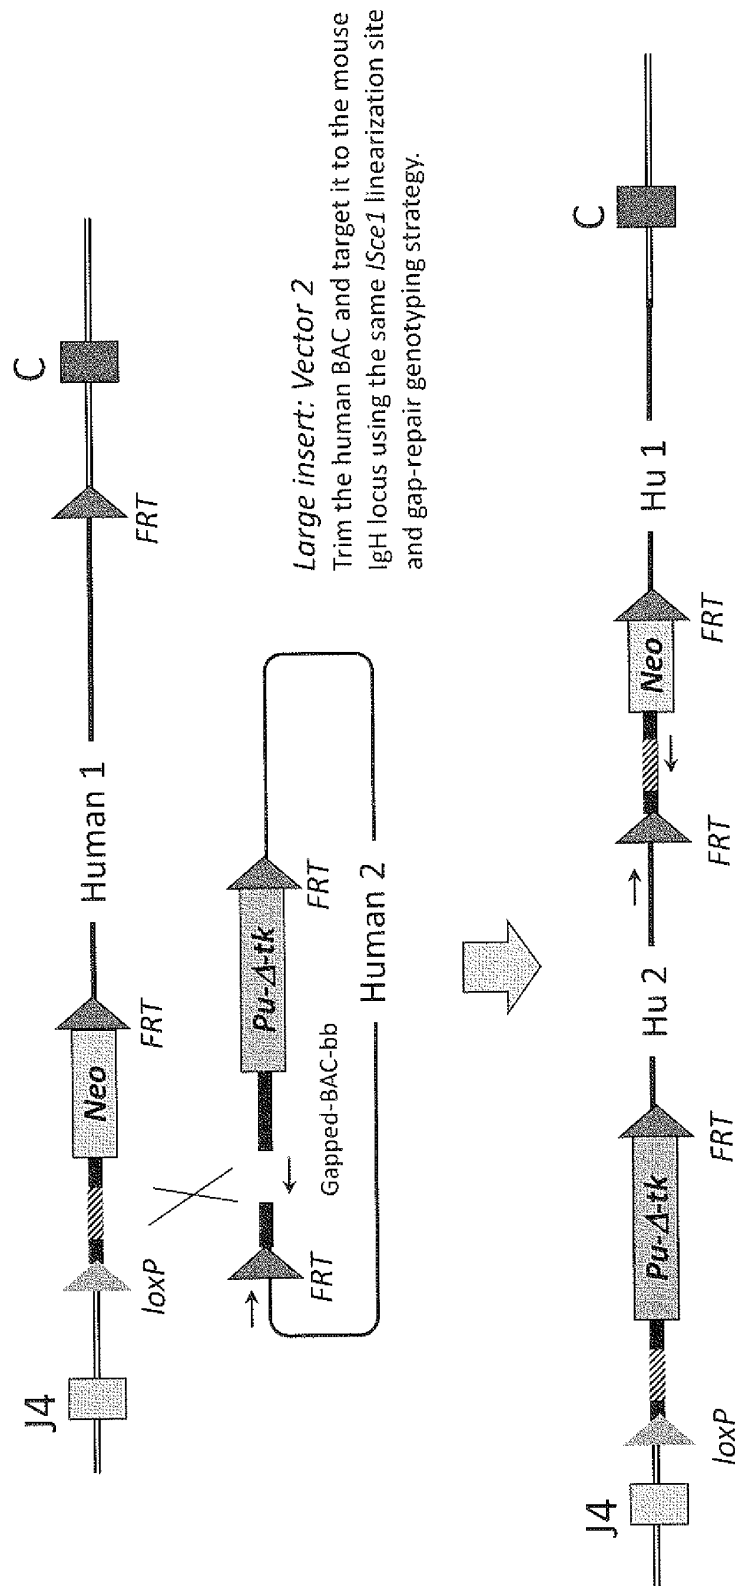 J4
loxP
Neo
FRT
Human 1
FRT
C
FRT
Gapped-BAC-bb
Pu-Δ-tk
FRT
Human 2
Large insert: Vector 2
Trim the human BAC and target it to the mouse
IgH locus using the same ISce1 linearization site
and gap-repair genotyping strategy.
J4
loxP
Pu-Δ-tk
FRT
Hu 2
FRT
Neo
FRT
Hu 1
C